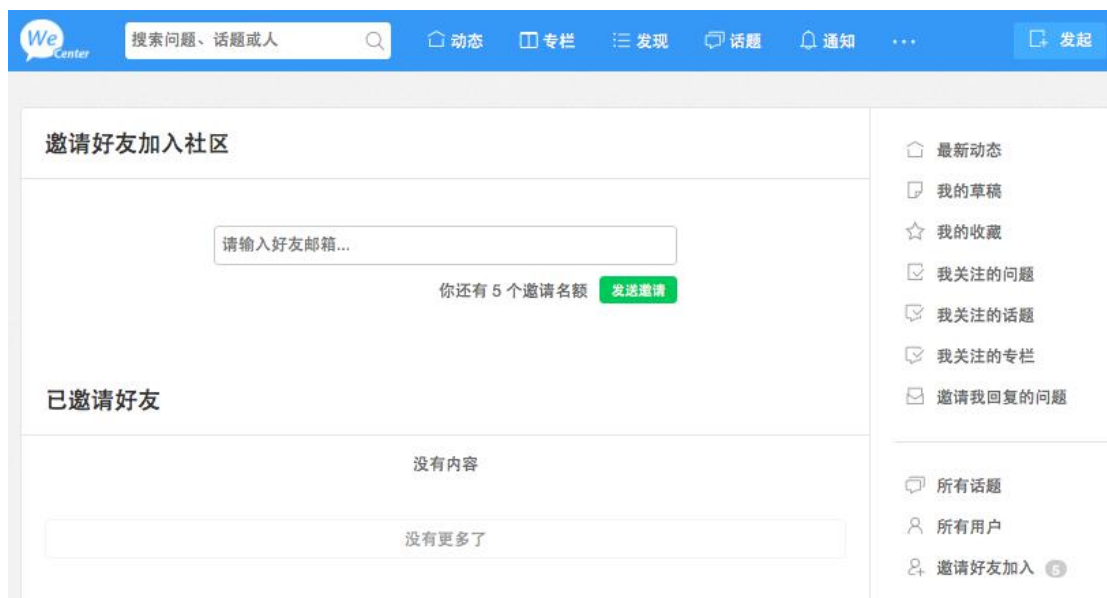 We Center
搜索问题、话题或人
动态
专栏
发现
话题
通知
...
发起
邀请好友加入社区
请输入好友邮箱...
你还有 5 个邀请名额 发送邀请
已邀请好友
没有内容
没有更多了
最新动态
我的草稿
我的收藏
我关注的问题
我关注的话题
我关注的专栏
邀请我回复的问题
所有话题
所有用户
邀请好友加入 5